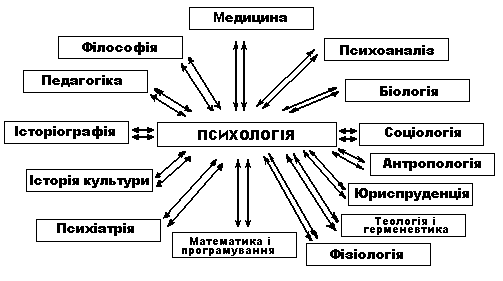 Медицина
Філософія
Психоаналіз
Педагогіка
Біологія
Історіографія
ПСИХОЛОГІЯ
Соціологія
Антропологія
Історія культури
Юриспруденція
Психіатрія
Теологія і
герменевтика
Математика і
програмування
Фізіологія